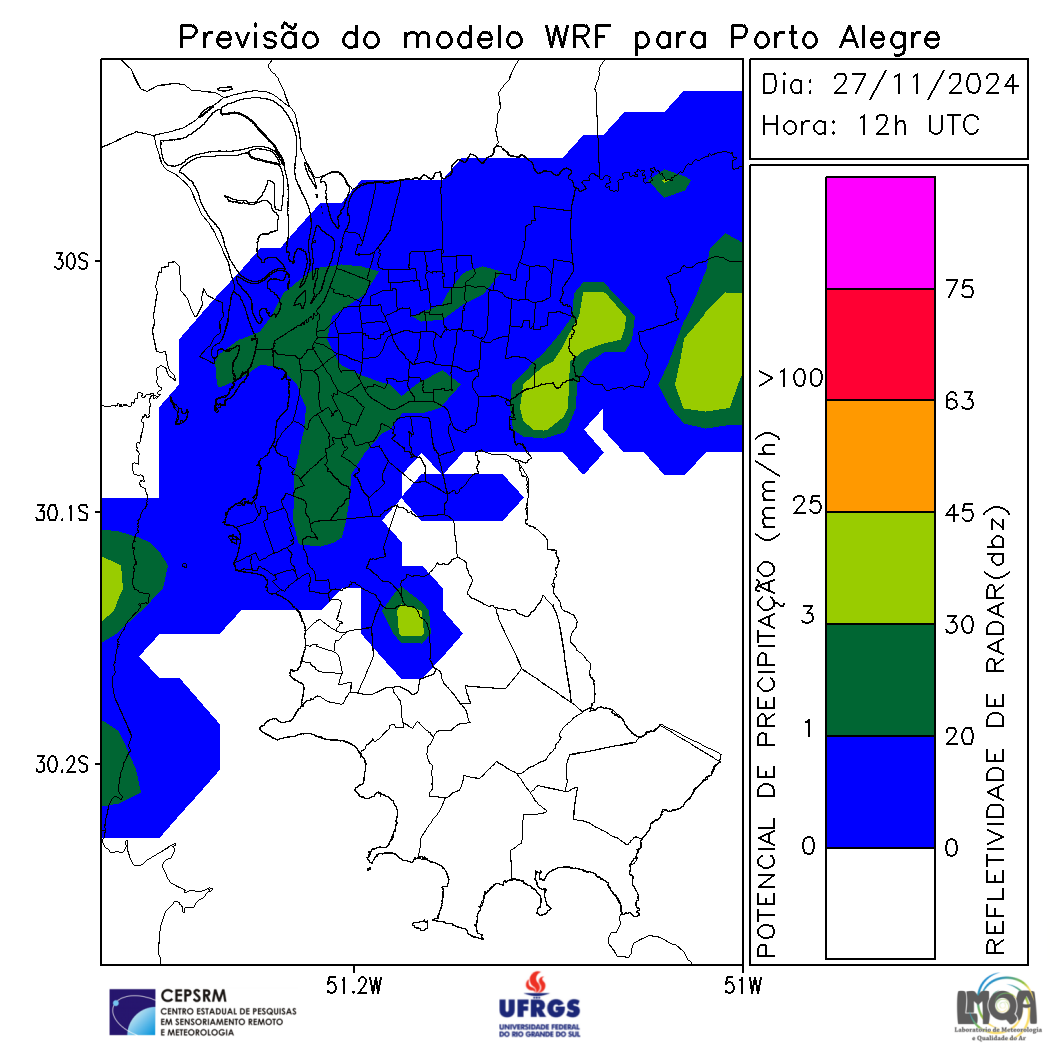 Previsão do modelo WRF para Porto Alegre
Dia: 27/11/2024
Hora: 12h UTC
30S
30.1S
30.2S
51.2W
51W
POTENCIAL DE PRECIPITAÇÃO (mm/h)
>100
25
3
1
0
75
63
45
30
20
0
REFLETIVIDADE DE RADAR(dbz)
CEPSRM
CENTRO ESTADUAL DE PESQUISAS
EM SENSORIAMENTO REMOTO
E METEOROLOGIA
UFRGS
UNIVERSIDADE FEDERAL
DO RIO GRANDE DO SUL
LMQA
Laboratório de Meteorologia
e Qualidade do Ar